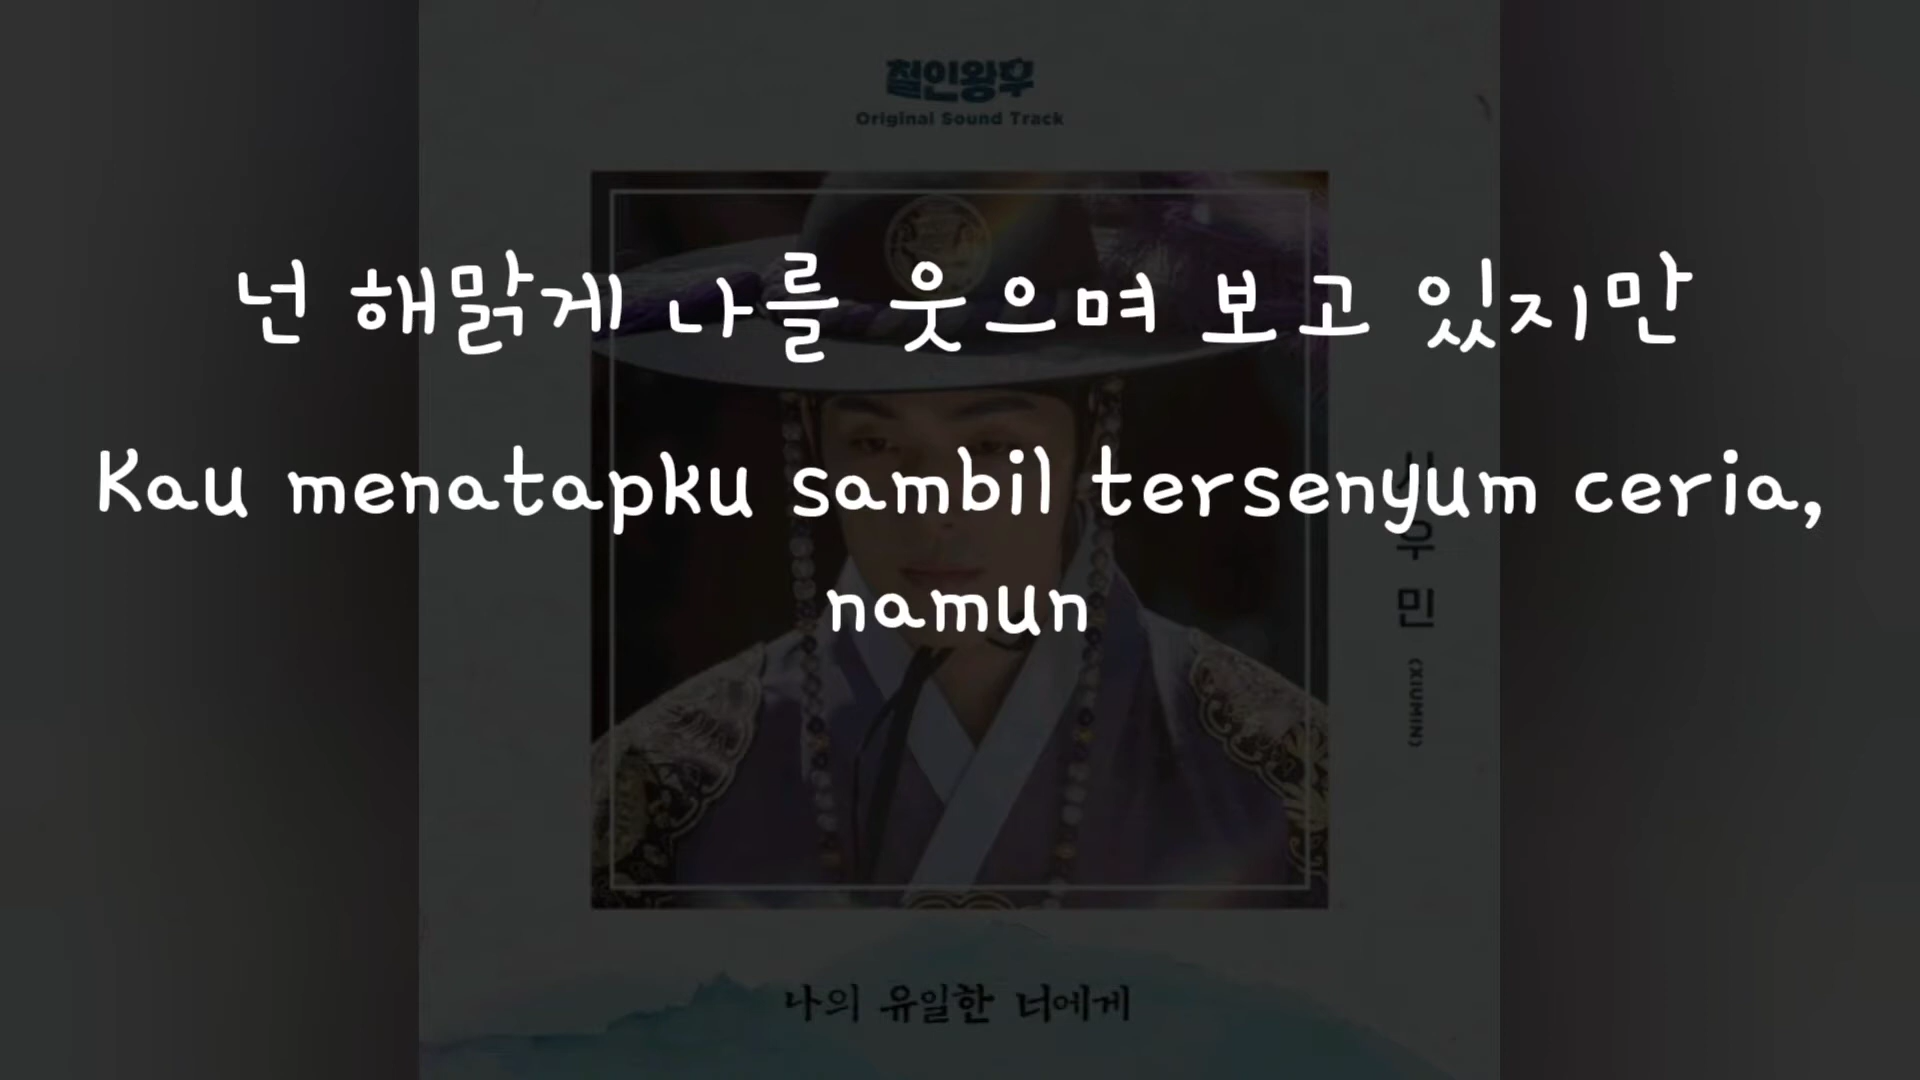 철인왕후
Original Sound Track
넌 해맑게 나를 웃으며 보고 있지만
Kau menatapku sambil tersenyum ceria,
namun
우민
(XIUMIN)
나의 유일한 너에게